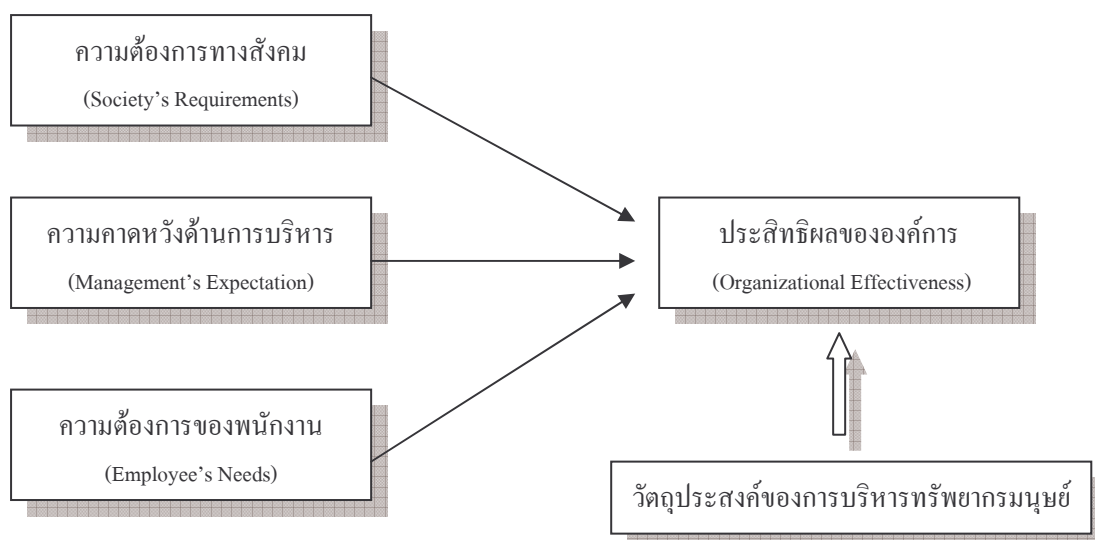 ความต้องการทางสังคม
(Society’s Requirements)
ความคาดหวังด้านการบริหาร
(Management’s Expectation)
ความต้องการของพนักงาน
(Employee’s Needs)
ประสิทธิผลขององค์การ
(Organizational Effectiveness)
วัตถุประสงค์ของการบริหารทรัพยากรมนุษย์